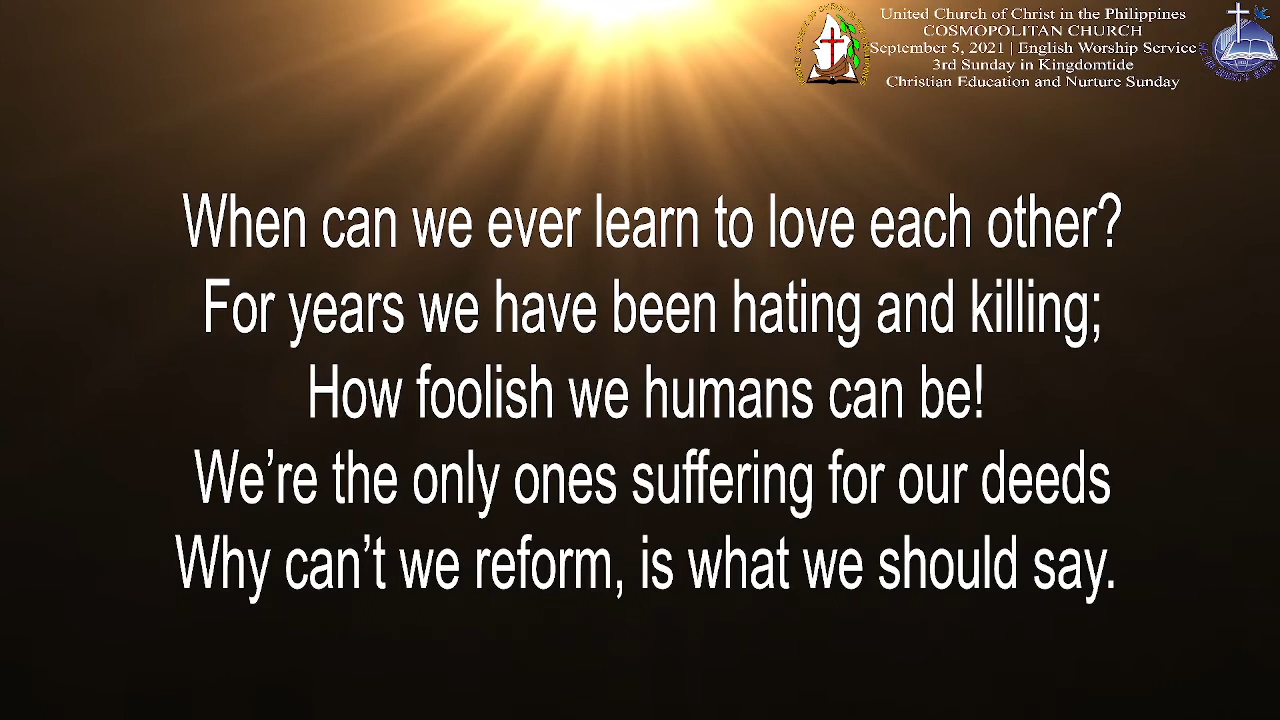 United Church of Christ in the Philippines
COSMOPOLITAN CHURCH
September 5, 2021 | English Worship Service
3rd Sunday in Kingdomtide
Christian Education and Nurture Sunday
When can we ever learn to love each other?
For years we have been hating and killing;
How foolish we humans can be!
We’re the only ones suffering for our deeds
Why can’t we reform, is what we should say.